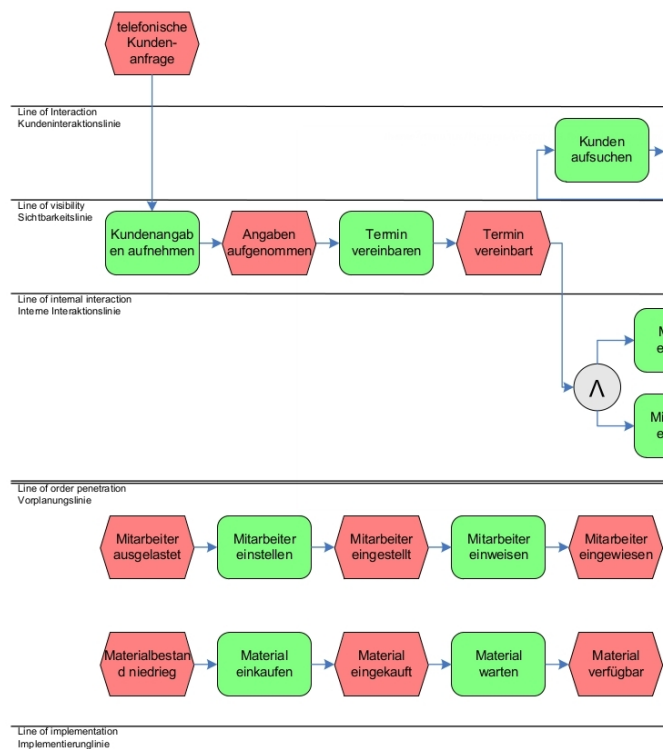 telefonische
Kunden-
anfrage
Line of Interaction
Kundeninteraktionslinie
Kunden
aufsuchen
Line of visibility
Sichtbarkeitslinie
Kundenangab
en aufnehmen
Angaben
aufgenommen
Termin
vereinbaren
Termin
vereinbart
Line of internal interaction
Interne Interaktionslinie
Λ
Line of order penetration
Vorplanungslinie
Mitarbeiter
ausgelastet
Mitarbeiter
einstellen
Mitarbeiter
eingestellt
Mitarbeiter
einweisen
Mitarbeiter
eingewiesen
Materialbestan
d niedrieg
Material
einkaufen
Material
eingekauft
Material
warten
Material
verfügbar
Line of implementation
Implementierunglinie